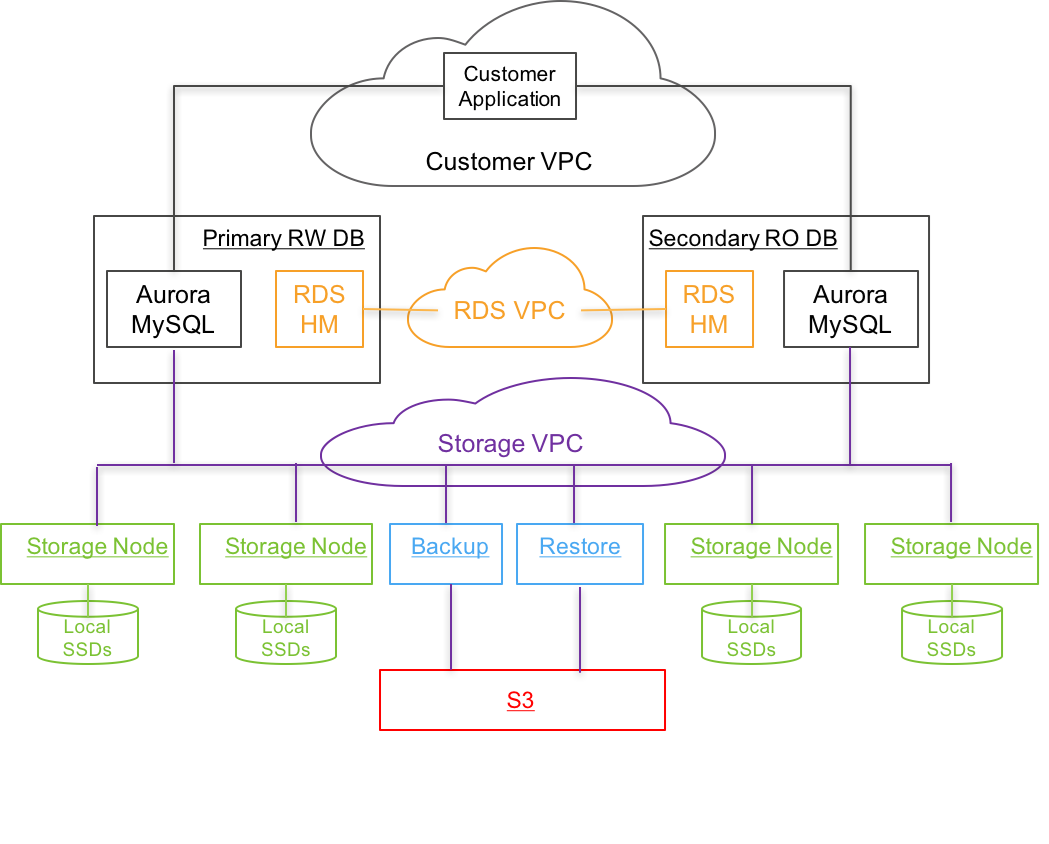 Customer
Application
Customer VPC
Primary RW DB
Aurora
MySQL
RDS
HM
RDS VPC
Secondary RO DB
RDS
HM
Aurora
MySQL
Storage VPC
Storage Node
Storage Node
Backup
Restore
Storage Node
Storage Node
Local
SSDs
Local
SSDs
Local
SSDs
Local
SSDs
S3